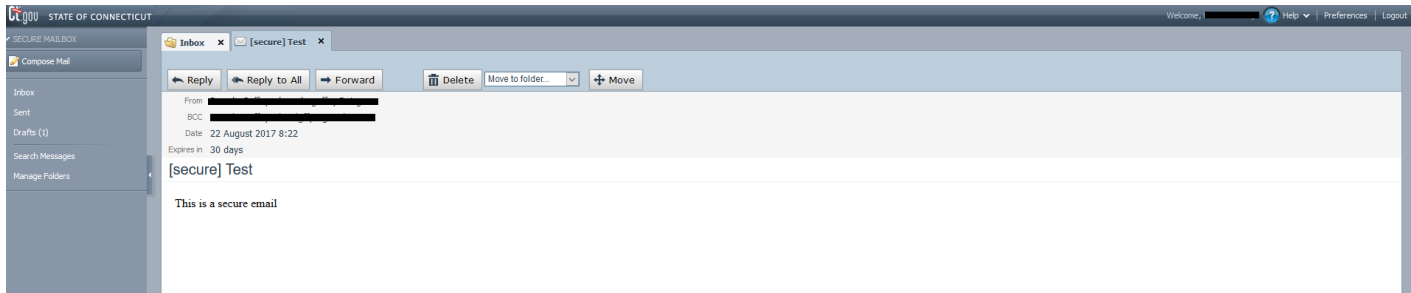 Ct.gov STATE OF CONNECTICUT
Welcome, ? Help | Preferences | Logout
SECURE MAILBOX
Compose Mail
Inbox
Sent
Drafts (1)
Search Messages
Manage Folders
Inbox x [secure] Test x
Reply Reply to All Forward Delete Move to folder... Move
From
BCC
Date 22 August 2017 8:22
Expires in 30 days
[secure] Test
This is a secure email